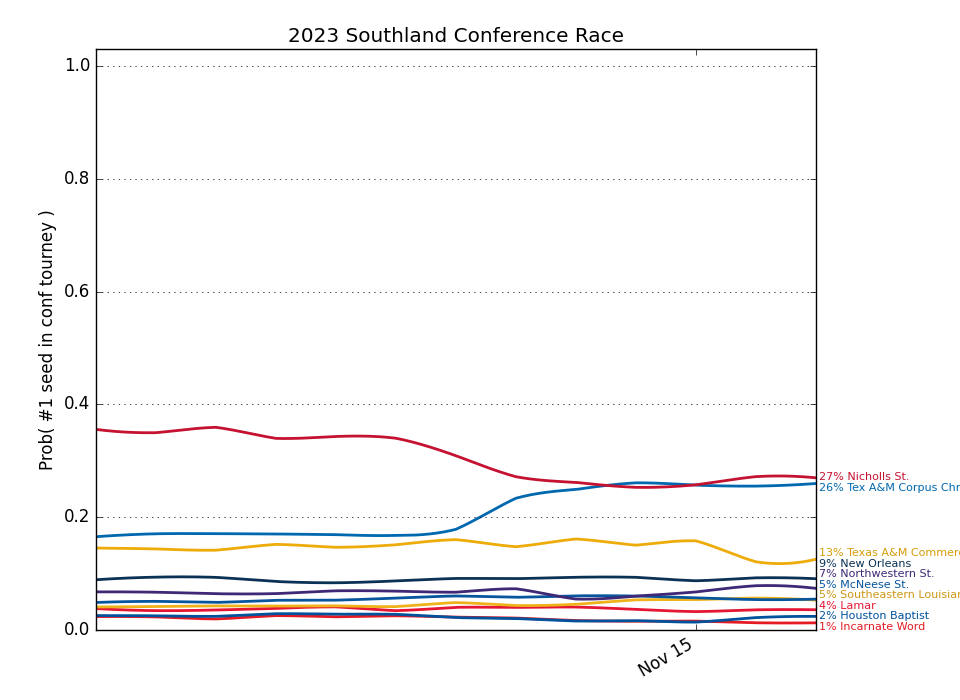 2023 Southland Conference Race
Prob( #1 seed in conf tourney )
1.0
0.8
0.6
0.4
0.2
0.0
Nov 15
27% Nicholls St.
26% Tex A&M Corpus Chr
13% Texas A&M Commerc
9% New Orleans
7% Northwestern St.
5% McNeese St.
5% Southeastern Louisian
4% Lamar
2% Houston Baptist
1% Incarnate Word